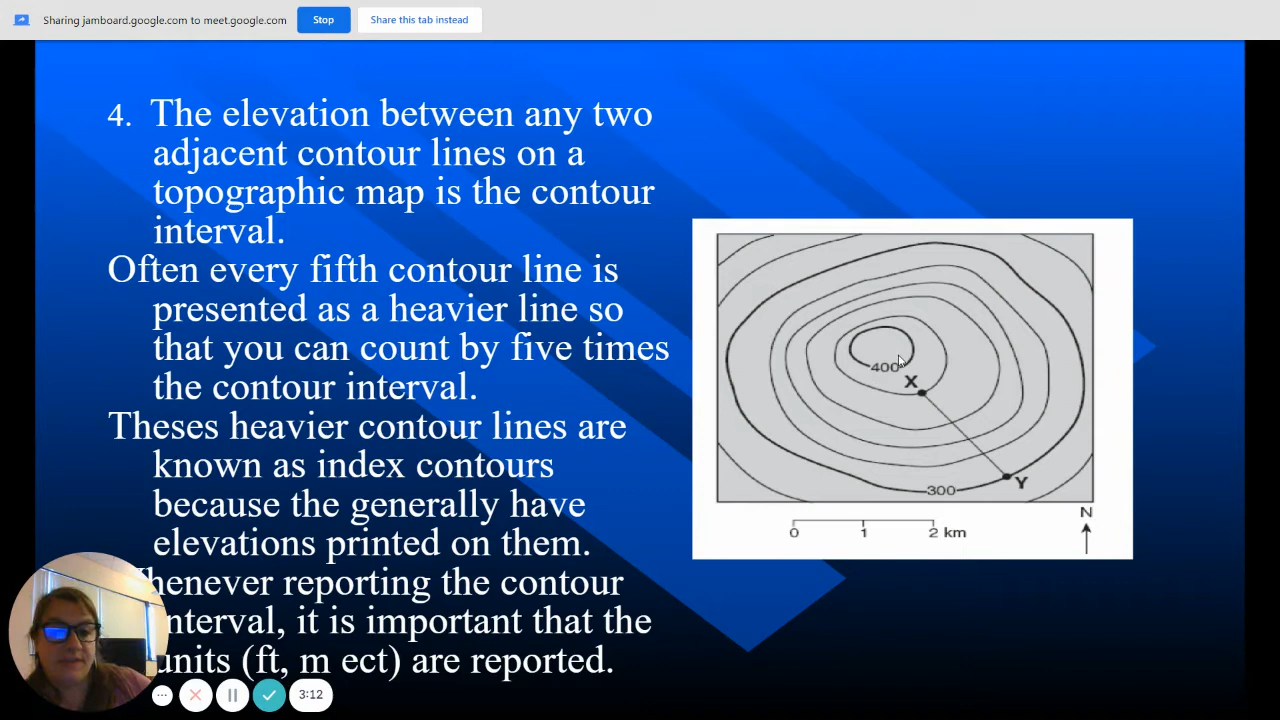 Sharing jamboard.google.com to meet.google.com
Stop
Share this tab instead
4. The elevation between any two
adjacent contour lines on a
topographic map is the contour
interval.
Often every fifth contour line is
presented as a heavier line so
that you can count by five times
the contour interval.
Theses heavier contour lines are
known as index contours
because the generally have
elevations printed on them.
henever reporting the contour
interval, it is important that the
units (ft, m ect) are reported.
400
X
Y
300
N
0 1 2 km
3:12